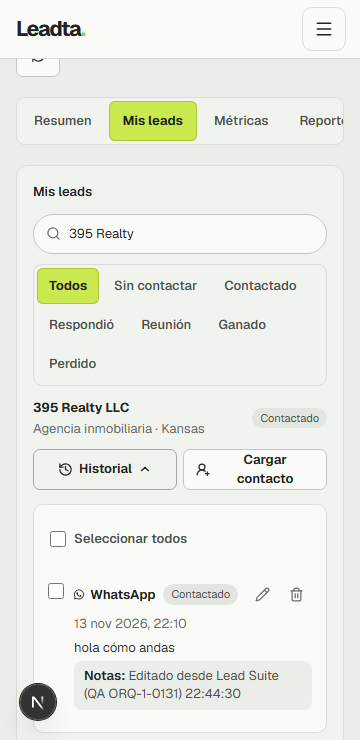 Leadta.
Resumen
Mis leads
Métricas
Report
Mis leads
395 Realty
Todos
Sin contactar
Contactado
Respondió
Reunión
Ganado
Perdido
395 Realty LLC
Contactado
Agencia inmobiliaria · Kansas
Historial
Cargar
contacto
Seleccionar todos
WhatsApp
Contactado
13 nov 2026, 22:10
hola cómo andas
Notas: Editado desde Lead Suite
(QA ORQ-1-0131) 22:44:30
N